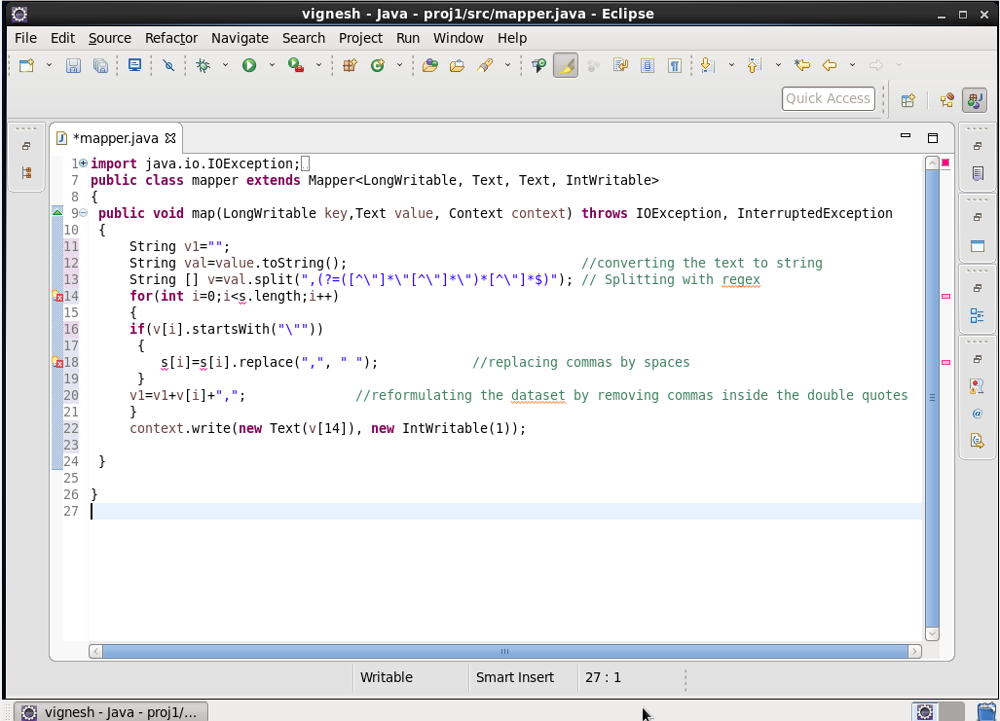 vignesh - Java - proj1/src/mapper.java - Eclipse
File Edit Source Refactor Navigate Search Project Run Window Help
Quick Access
*mapper.java
1 import java.io.IOException;
7 public class mapper extends Mapper<LongWritable, Text, Text, IntWritable>
8 {
9 public void map(LongWritable key,Text value, Context context) throws IOException, InterruptedException
10 {
11 String v1="";
12 String val=value.toString(); //converting the text to string
13 String [] v=val.split(",(?=([^\"]*\"[^\"]*\")*[^\"]*$)"); // Splitting with regex
14 for(int i=0;i<s.length;i++)
15 {
16 if(v[i].startsWith("\""))
17 {
18 s[i]=s[i].replace(",", " "); //replacing commas by spaces
19 }
20 v1=v1+v[i]+","; //reformulating the dataset by removing commas inside the double quotes
21 }
22 context.write(new Text(v[14]), new IntWritable(1));
23
24 }
25
26 }
27
Writable Smart Insert 27 : 1
vignesh - Java - proj1/...